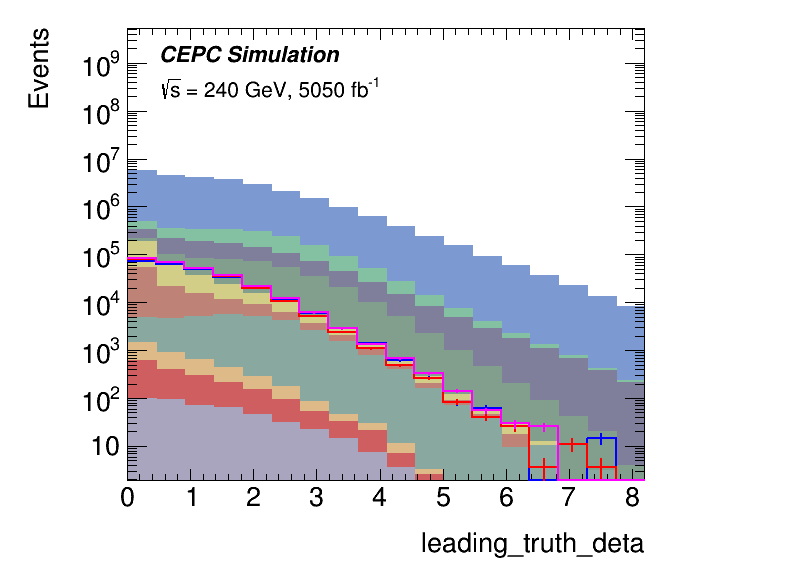 Events
CEPC Simulation
√s = 240 GeV, 5050 fb⁻¹
10⁹
10⁸
10⁷
10⁶
10⁵
10⁴
10³
10²
10
0 1 2 3 4 5 6 7 8
leading_truth_deta